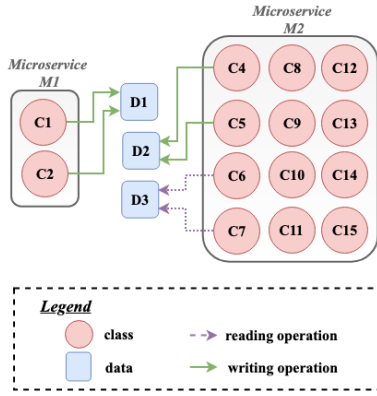 Microservice
M1
C1
C2
D1
D2
D3
Microservice
M2
C4 C8 C12
C5 C9 C13
C6 C10 C14
C7 C11 C15
Legend
class reading operation
data writing operation